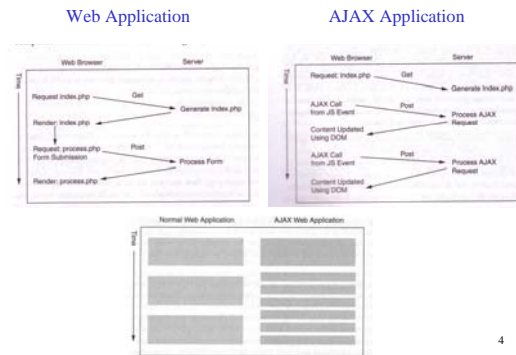 Web Application
AJAX Application
Web Browser
Server
Time
Request Index.php
Get
Generate Index.php
Render: Index.php
Request: process.php
Form Submission
Post
Process Form
Render: process.php
Web Browser
Server
Time
Request: Index.php
Get
Generate Index.php
AJAX Call
from JS Event
Post
Process AJAX
Request
Content Updated
Using DOM
AJAX Call
from JS Event
Post
Process AJAX
Request
Content Updated
Using DOM
Normal Web Application
AJAX Web Application
Time
4